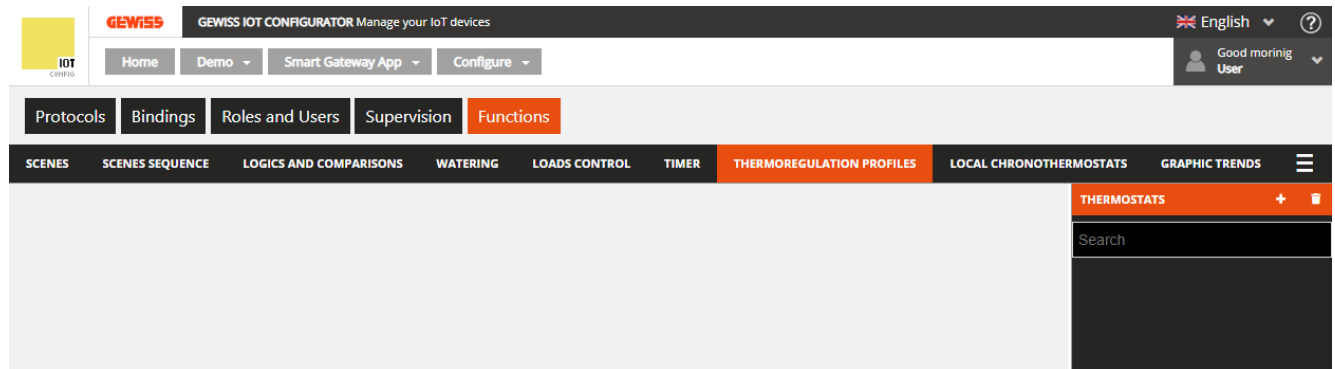 GEWISS GEWISS IOT CONFIGURATOR Manage your IoT devices English
IOT
CONFIG
Home Demo Smart Gateway App Configure
Good morinig
User
Protocols Bindings Roles and Users Supervision Functions
SCENES SCENES SEQUENCE LOGICS AND COMPARISONS WATERING LOADS CONTROL TIMER THERMOREGULATION PROFILES LOCAL CHRONOTHERMOSTATS GRAPHIC TRENDS
THERMOSTATS
Search